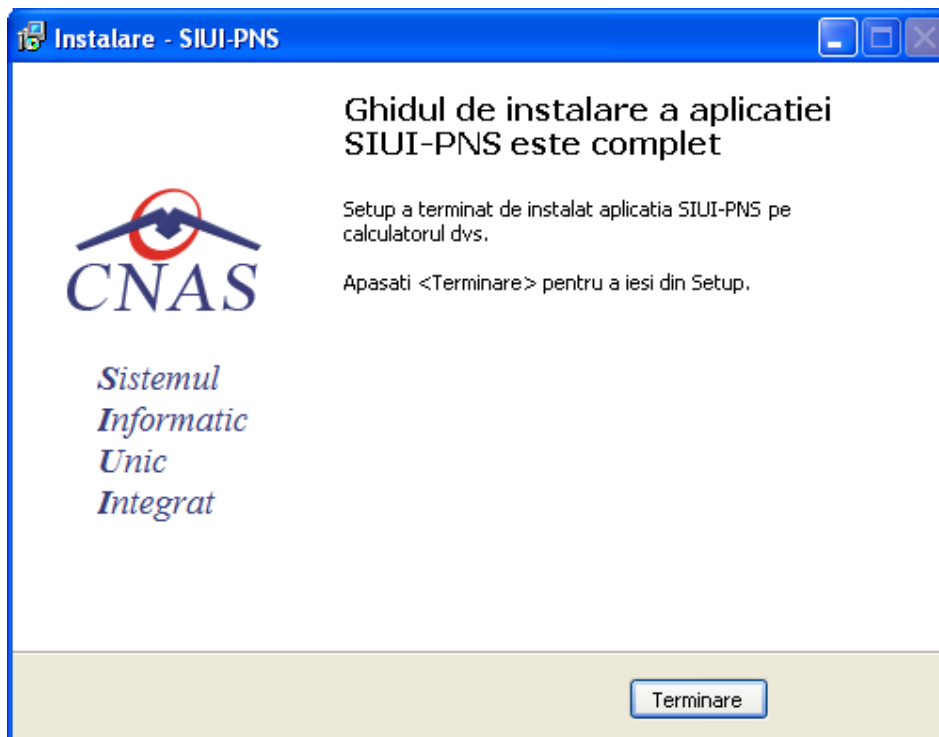 Instalare - SIUI-PNS
Ghidul de instalare a aplicatiei
SIUI-PNS este complet
Setup a terminat de instalat aplicatia SIUI-PNS pe
calculatorul dvs.
Apasati <Terminare> pentru a iesi din Setup.
CNAS
Sistemul
Informatic
Unic
Integrat
Terminare